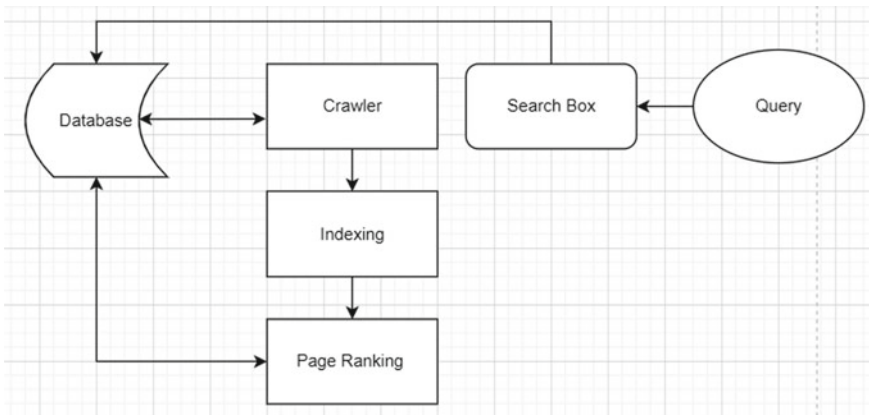 Database
Crawler
Search Box
Query
Indexing
Page Ranking